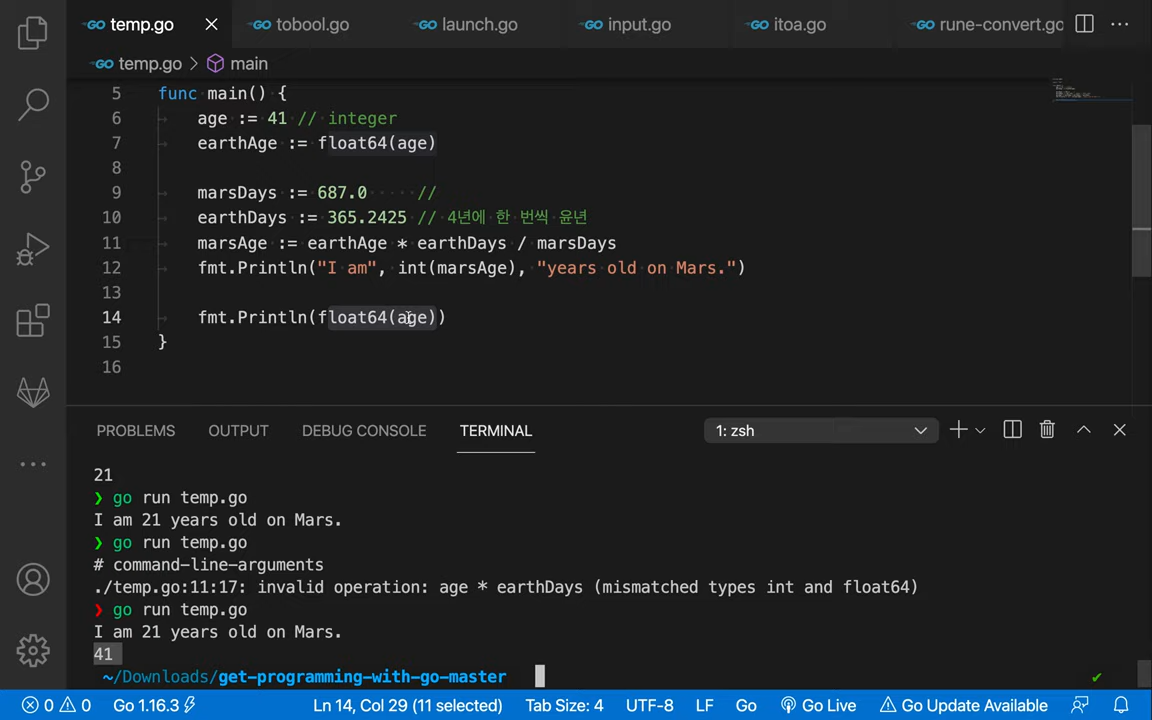 temp.go tobool.go launch.go input.go itoa.go rune-convert.go
temp.go > main
5 func main() {
6 age := 41 // integer
7 earthAge := float64(age)
8
9 marsDays := 687.0 //
10 earthDays := 365.2425 // 4년에 한 번씩 윤년
11 marsAge := earthAge * earthDays / marsDays
12 fmt.Println("I am", int(marsAge), "years old on Mars.")
13
14 fmt.Println(float64(age))
15 }
16
PROBLEMS OUTPUT DEBUG CONSOLE TERMINAL 1: zsh
21
❯ go run temp.go
I am 21 years old on Mars.
❯ go run temp.go
# command-line-arguments
./temp.go:11:17: invalid operation: age * earthDays (mismatched types int and float64)
❯ go run temp.go
I am 21 years old on Mars.
41
~/Downloads/get-programming-with-go-master
0 0 Go 1.16.3 Ln 14, Col 29 (11 selected) Tab Size: 4 UTF-8 LF Go Go Live Go Update Available